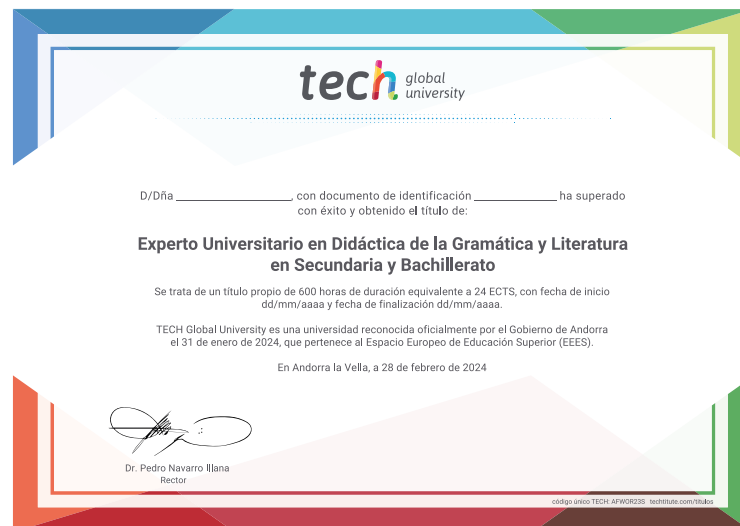 tech global
university
D/Dña ____________________, con documento de identificación ______________ ha superado
con éxito y obtenido el título de:
Experto Universitario en Didáctica de la Gramática y Literatura
en Secundaria y Bachillerato
Se trata de un título propio de 600 horas de duración equivalente a 24 ECTS, con fecha de inicio
dd/mm/aaaa y fecha de finalización dd/mm/aaaa.
TECH Global University es una universidad reconocida oficialmente por el Gobierno de Andorra
el 31 de enero de 2024, que pertenece al Espacio Europeo de Educación Superior (EEES).
En Andorra la Vella, a 28 de febrero de 2024
Dr. Pedro Navarro Illana
Rector
código único TECH: AFWOR23S techtitute.com/titulos